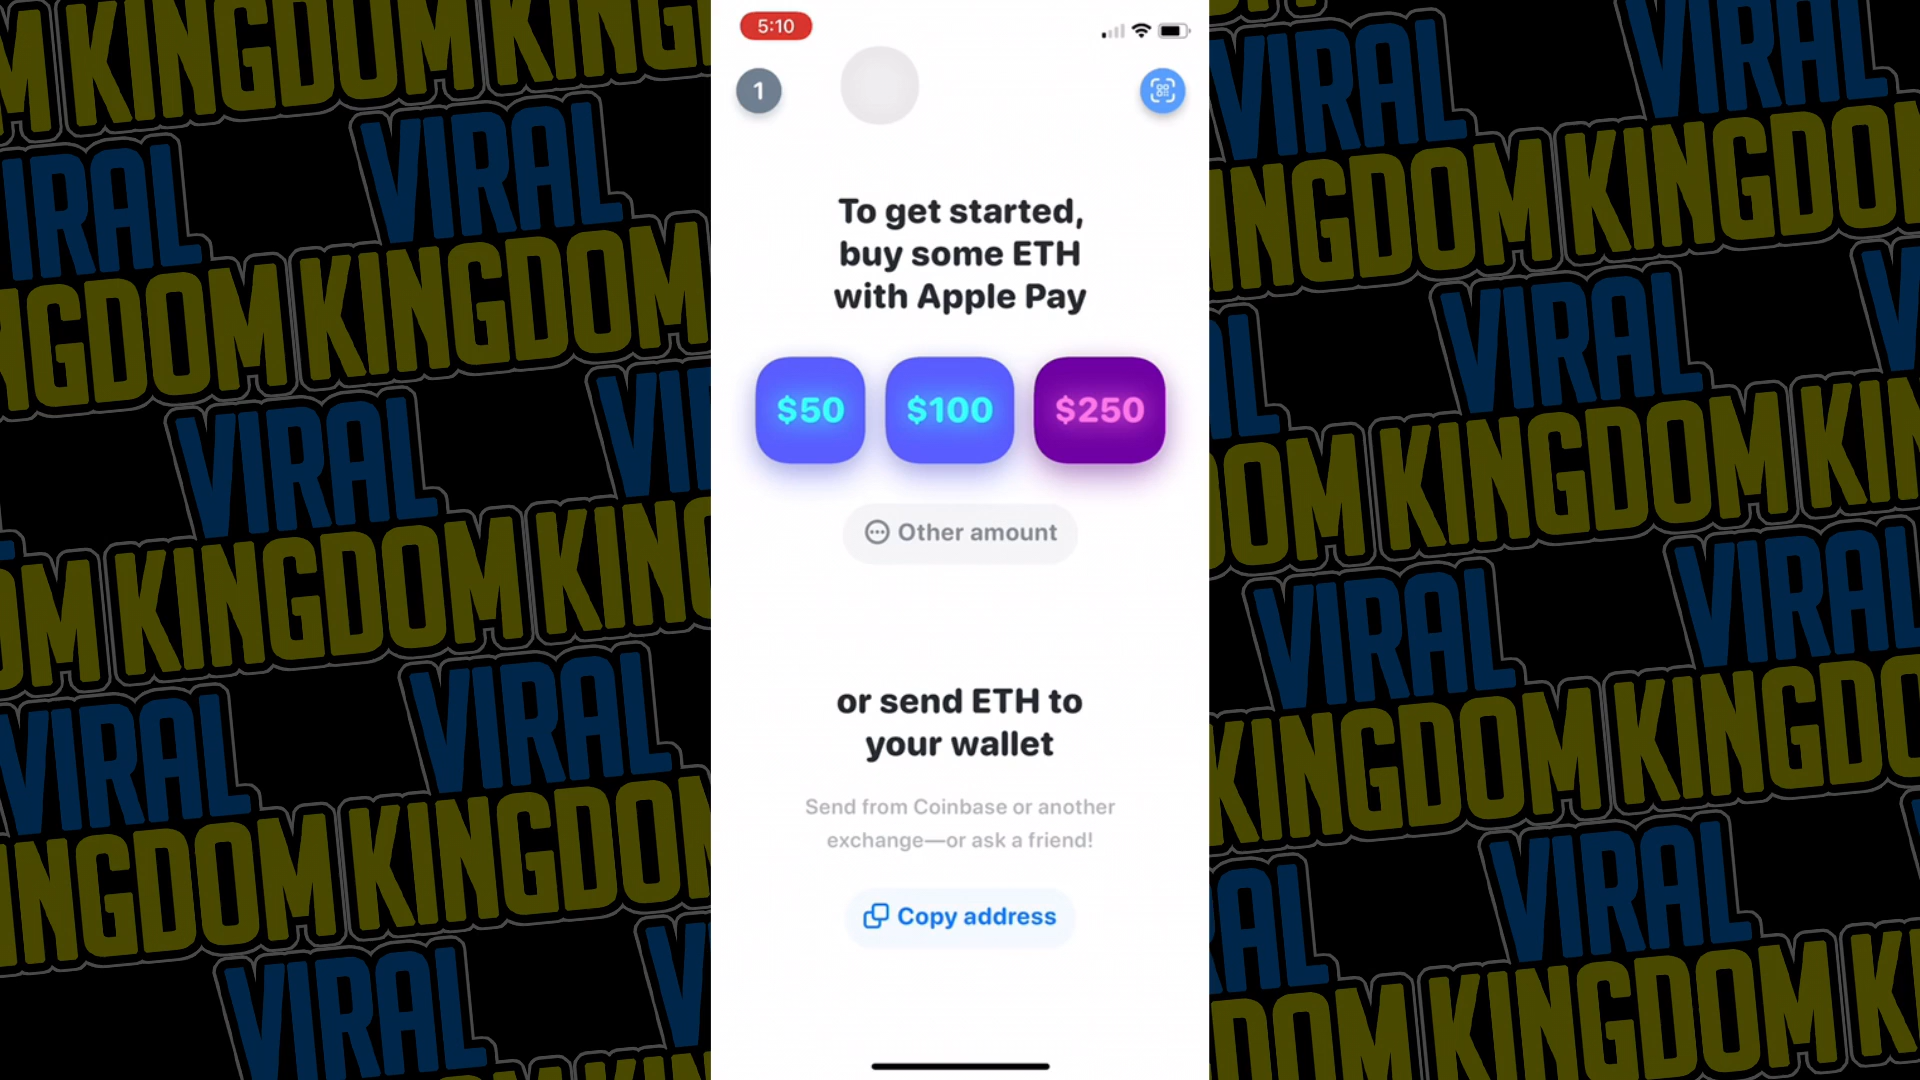 5:10
1
To get started,
buy some ETH
with Apple Pay
$50 $100 $250
Other amount
or send ETH to
your wallet
Send from Coinbase or another
exchange—or ask a friend!
Copy address
VIRAL
KINGDOM